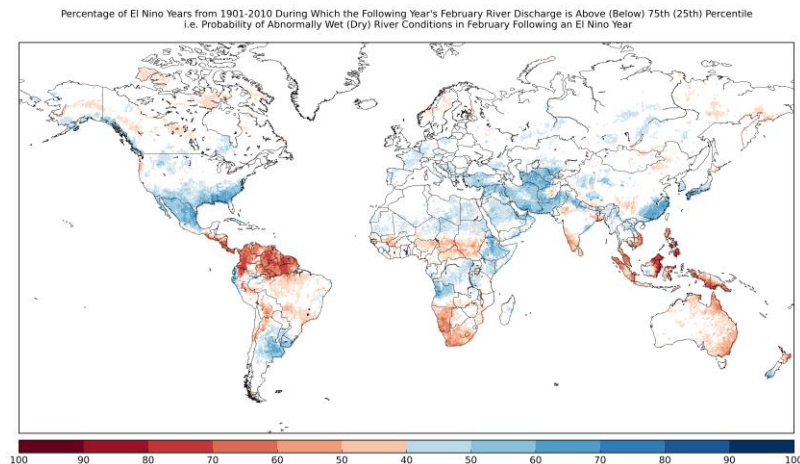 Percentage of El Nino Years from 1901-2010 During Which the Following Year's February River Discharge is Above (Below) 75th (25th) Percentile
i.e. Probability of Abnormally Wet (Dry) River Conditions in February Following an El Nino Year
100 90 80 70 60 50 40 50 60 70 80 90 100